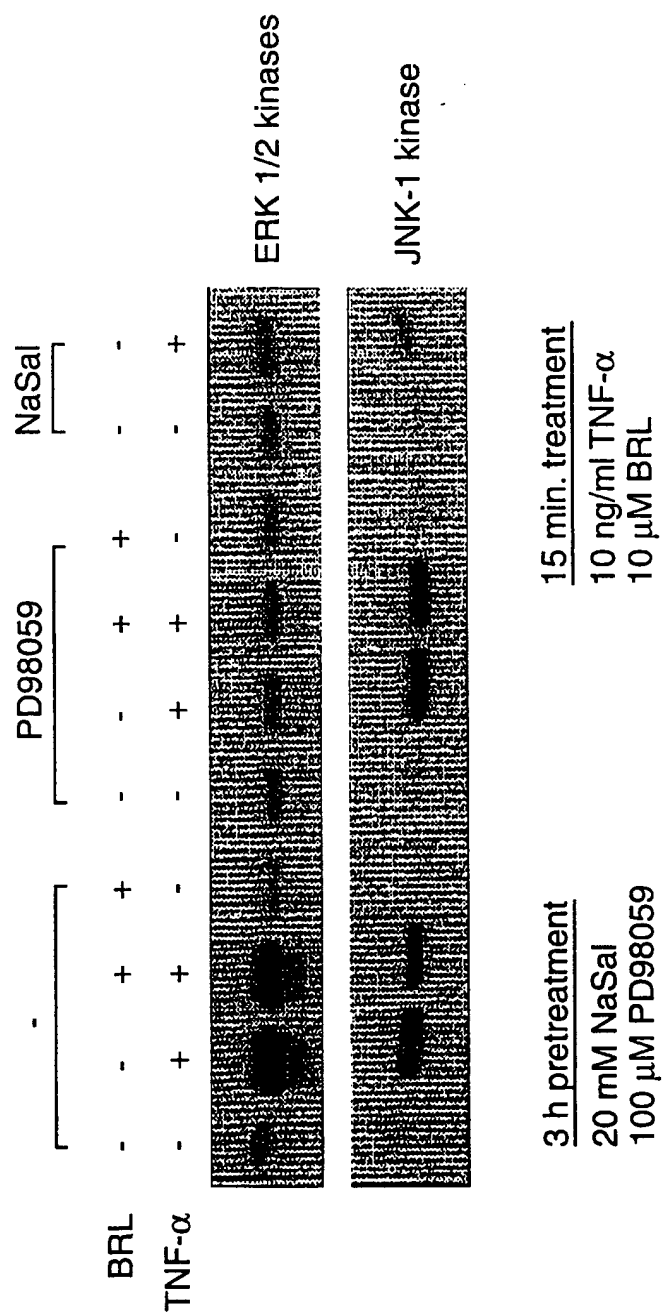 - PD98059 NaSal
BRL - - + + - - + + - -
TNF-α - + + - - + + - - +
ERK 1/2 kinases
JNK-1 kinase
3 h pretreatment 15 min. treatment
20 mM NaSal 10 ng/ml TNF-α
100 μM PD98059 10 μM BRL